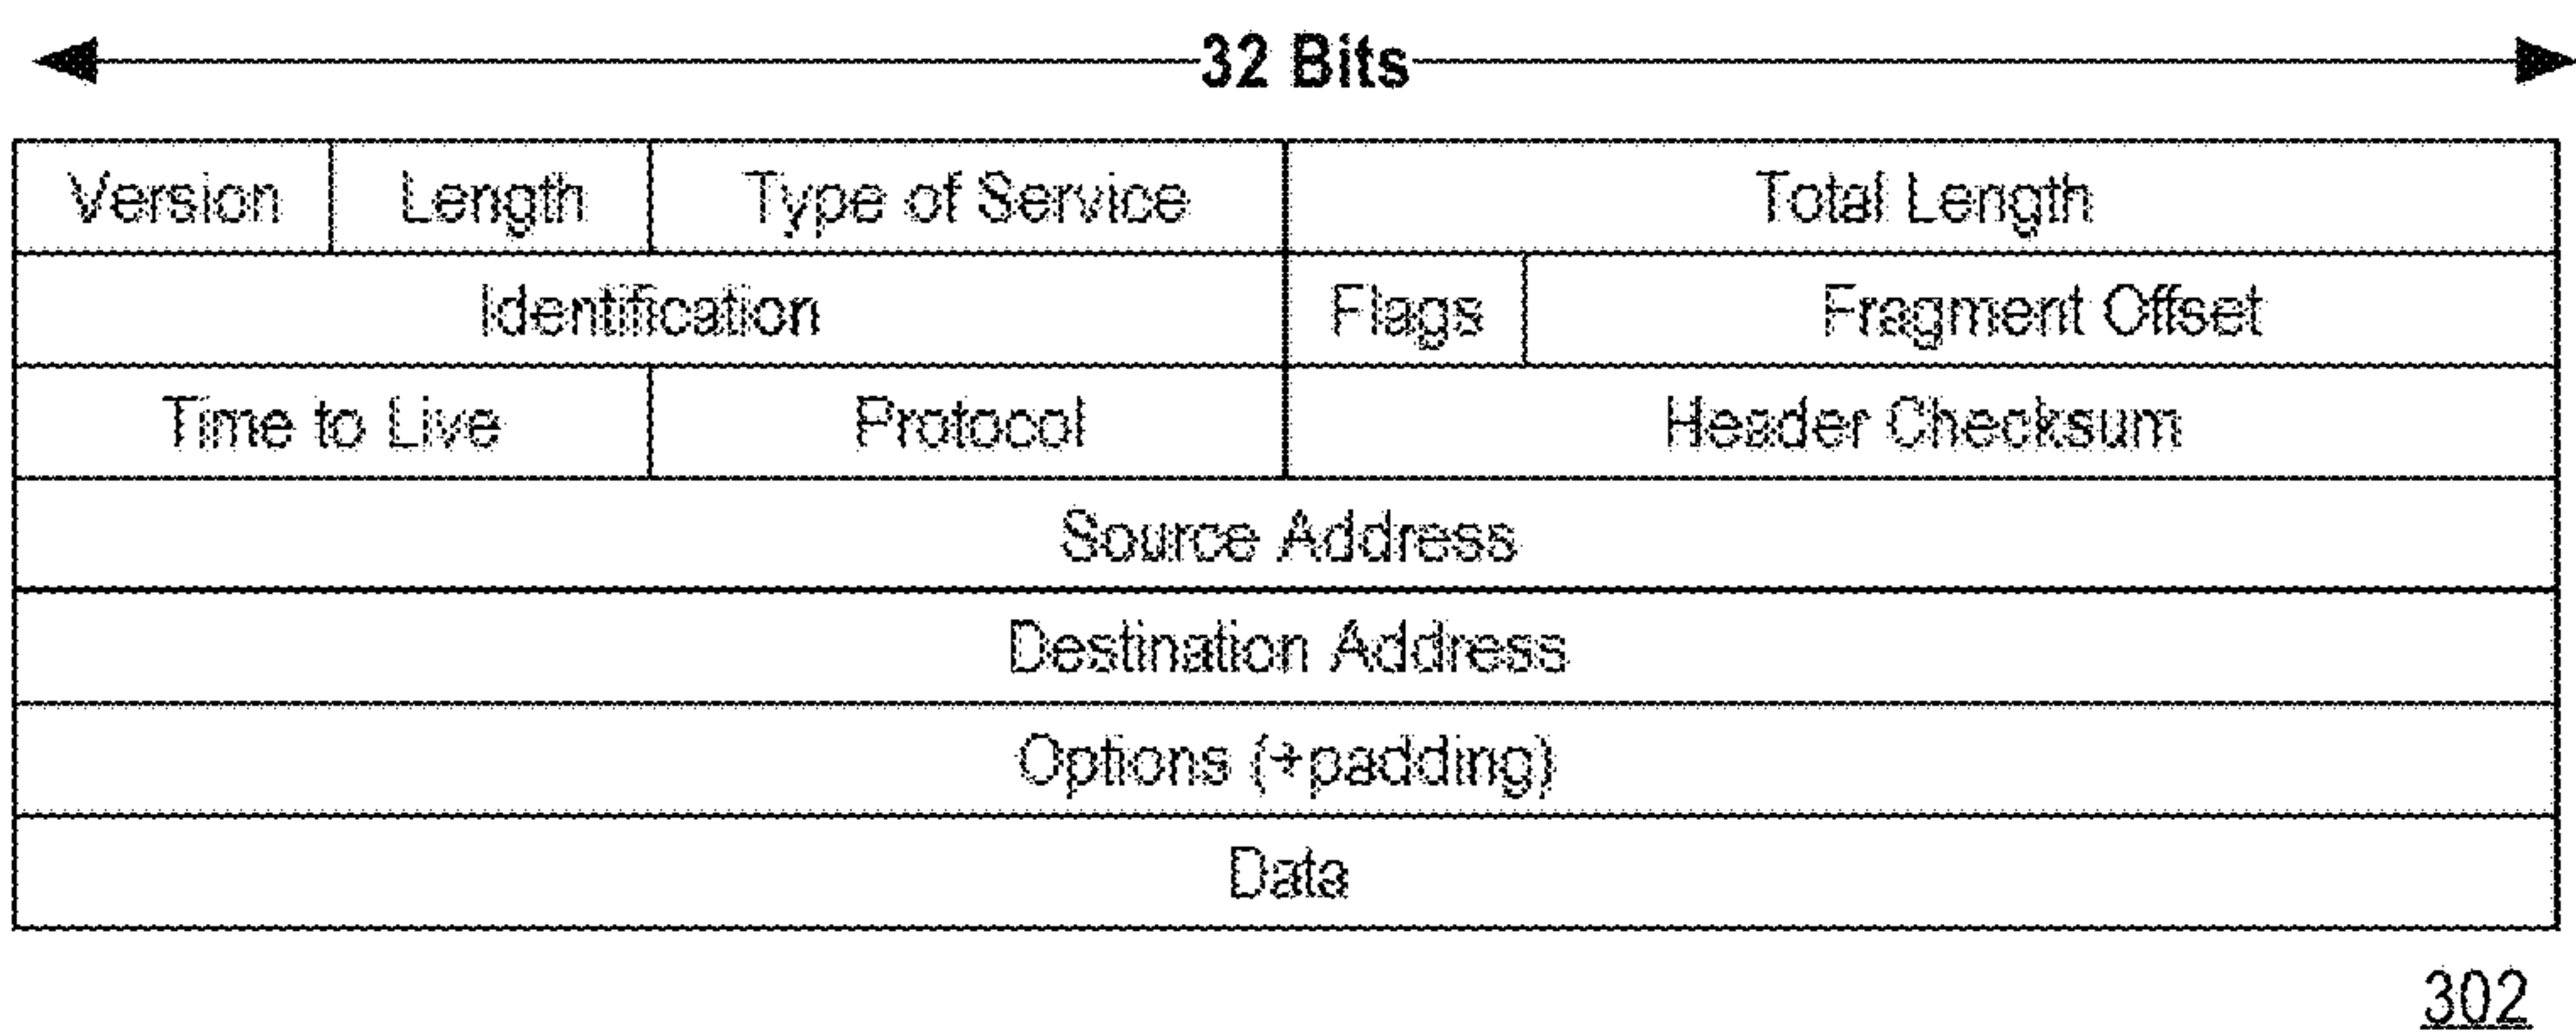 32 Bits
Version Length Type of Service Total Length
Identification Flags Fragment Offset
Time to Live Protocol Header Checksum
Source Address
Destination Address
Options (+padding)
Data
302